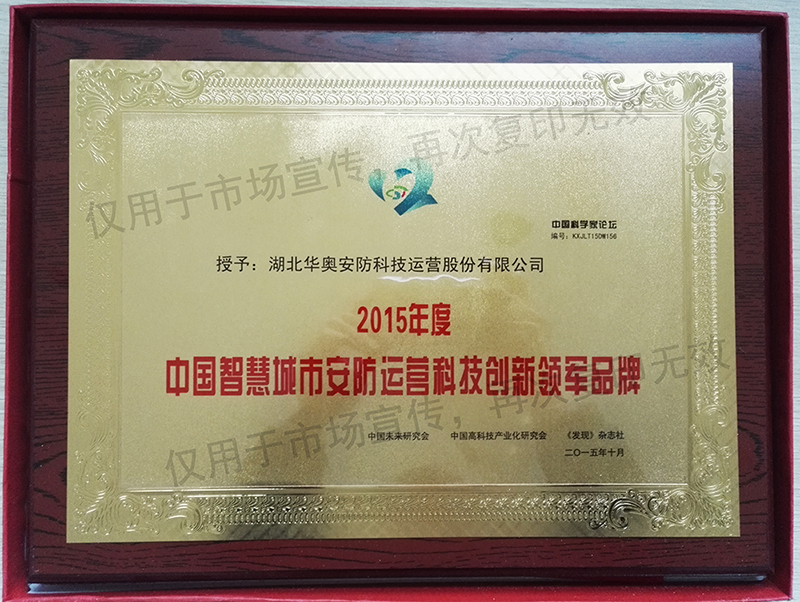 中国科学家论坛
编号：KXJLT15DW156
授予：湖北华奥安防科技运营股份有限公司
2015年度
中国智慧城市安防运营科技创新领军品牌
中国未来研究会 中国高科技产业化研究会 《发现》杂志社
二〇一五年十月
仅用于市场宣传，再次复印无效
仅用于市场宣传，再次复印无效